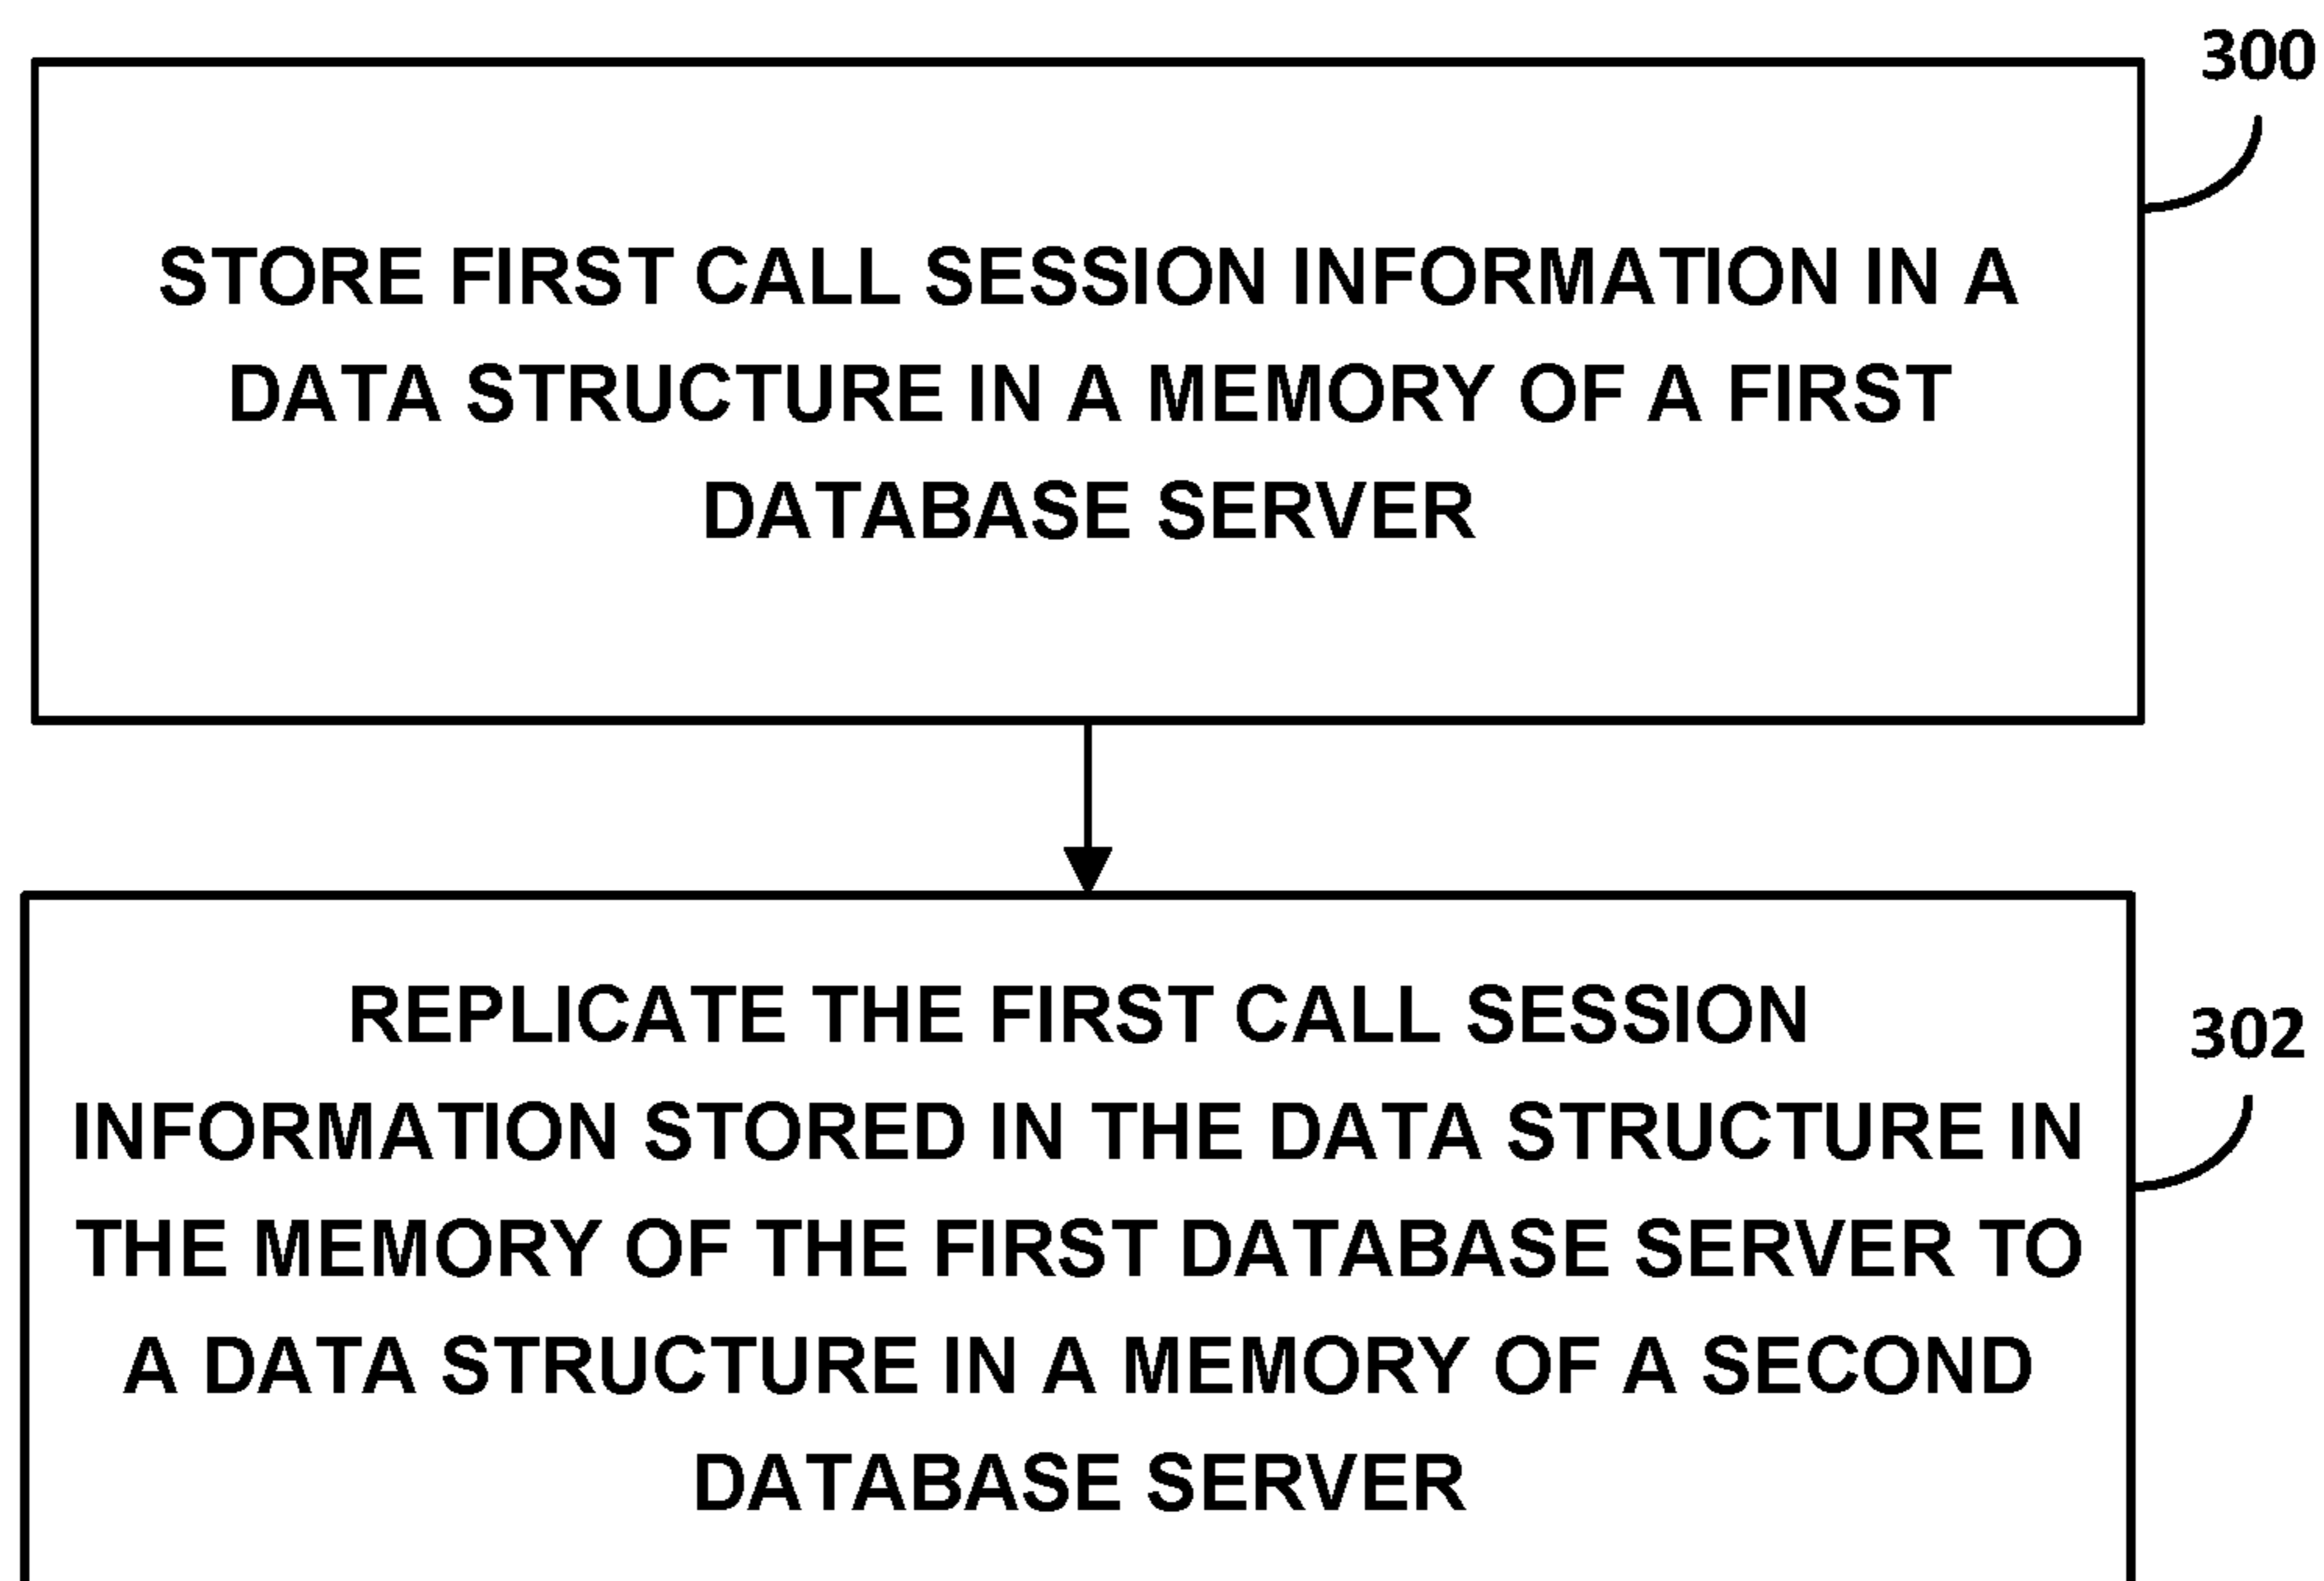 300
STORE FIRST CALL SESSION INFORMATION IN A
DATA STRUCTURE IN A MEMORY OF A FIRST
DATABASE SERVER
REPLICATE THE FIRST CALL SESSION
302
INFORMATION STORED IN THE DATA STRUCTURE IN
THE MEMORY OF THE FIRST DATABASE SERVER TO
A DATA STRUCTURE IN A MEMORY OF A SECOND
DATABASE SERVER